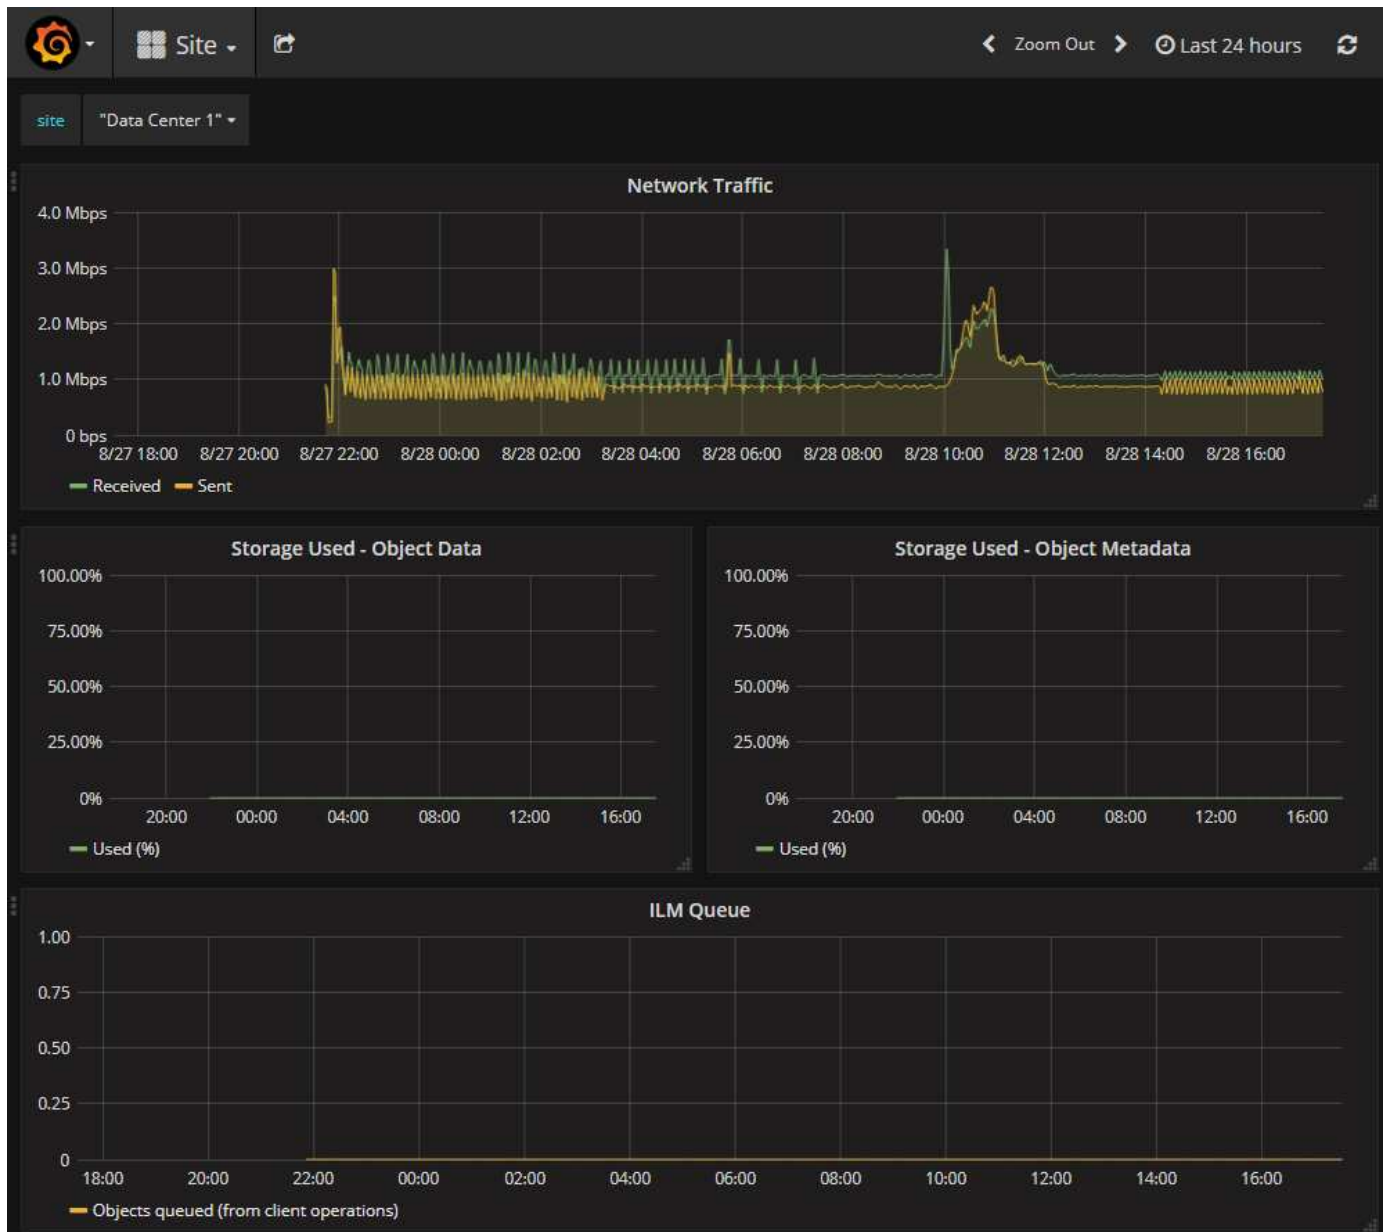 Site Zoom Out Last 24 hours
site "Data Center 1"
Network Traffic
4.0 Mbps
3.0 Mbps
2.0 Mbps
1.0 Mbps
0 bps
8/27 18:00 8/27 20:00 8/27 22:00 8/28 00:00 8/28 02:00 8/28 04:00 8/28 06:00 8/28 08:00 8/28 10:00 8/28 12:00 8/28 14:00 8/28 16:00
Received Sent
Storage Used - Object Data
100.00%
75.00%
50.00%
25.00%
0%
20:00 00:00 04:00 08:00 12:00 16:00
Used (%)
Storage Used - Object Metadata
100.00%
75.00%
50.00%
25.00%
0%
20:00 00:00 04:00 08:00 12:00 16:00
Used (%)
ILM Queue
1.00
0.75
0.50
0.25
0
18:00 20:00 22:00 00:00 02:00 04:00 06:00 08:00 10:00 12:00 14:00 16:00
Objects queued (from client operations)